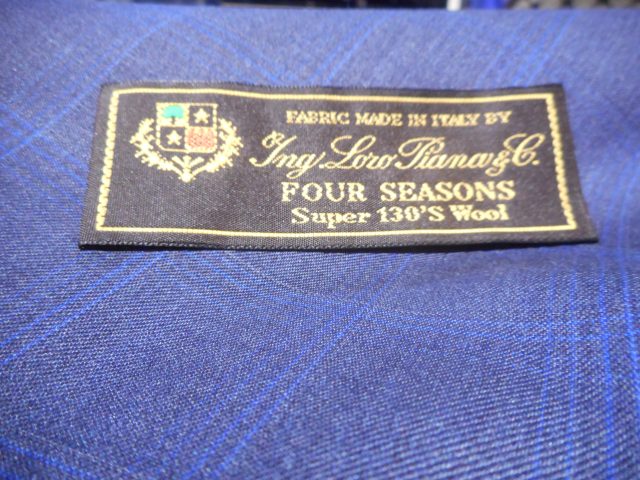 FABRIC MADE IN ITALY BY
Ing. Loro Piana & C.
FOUR SEASONS
Super 130'S Wool